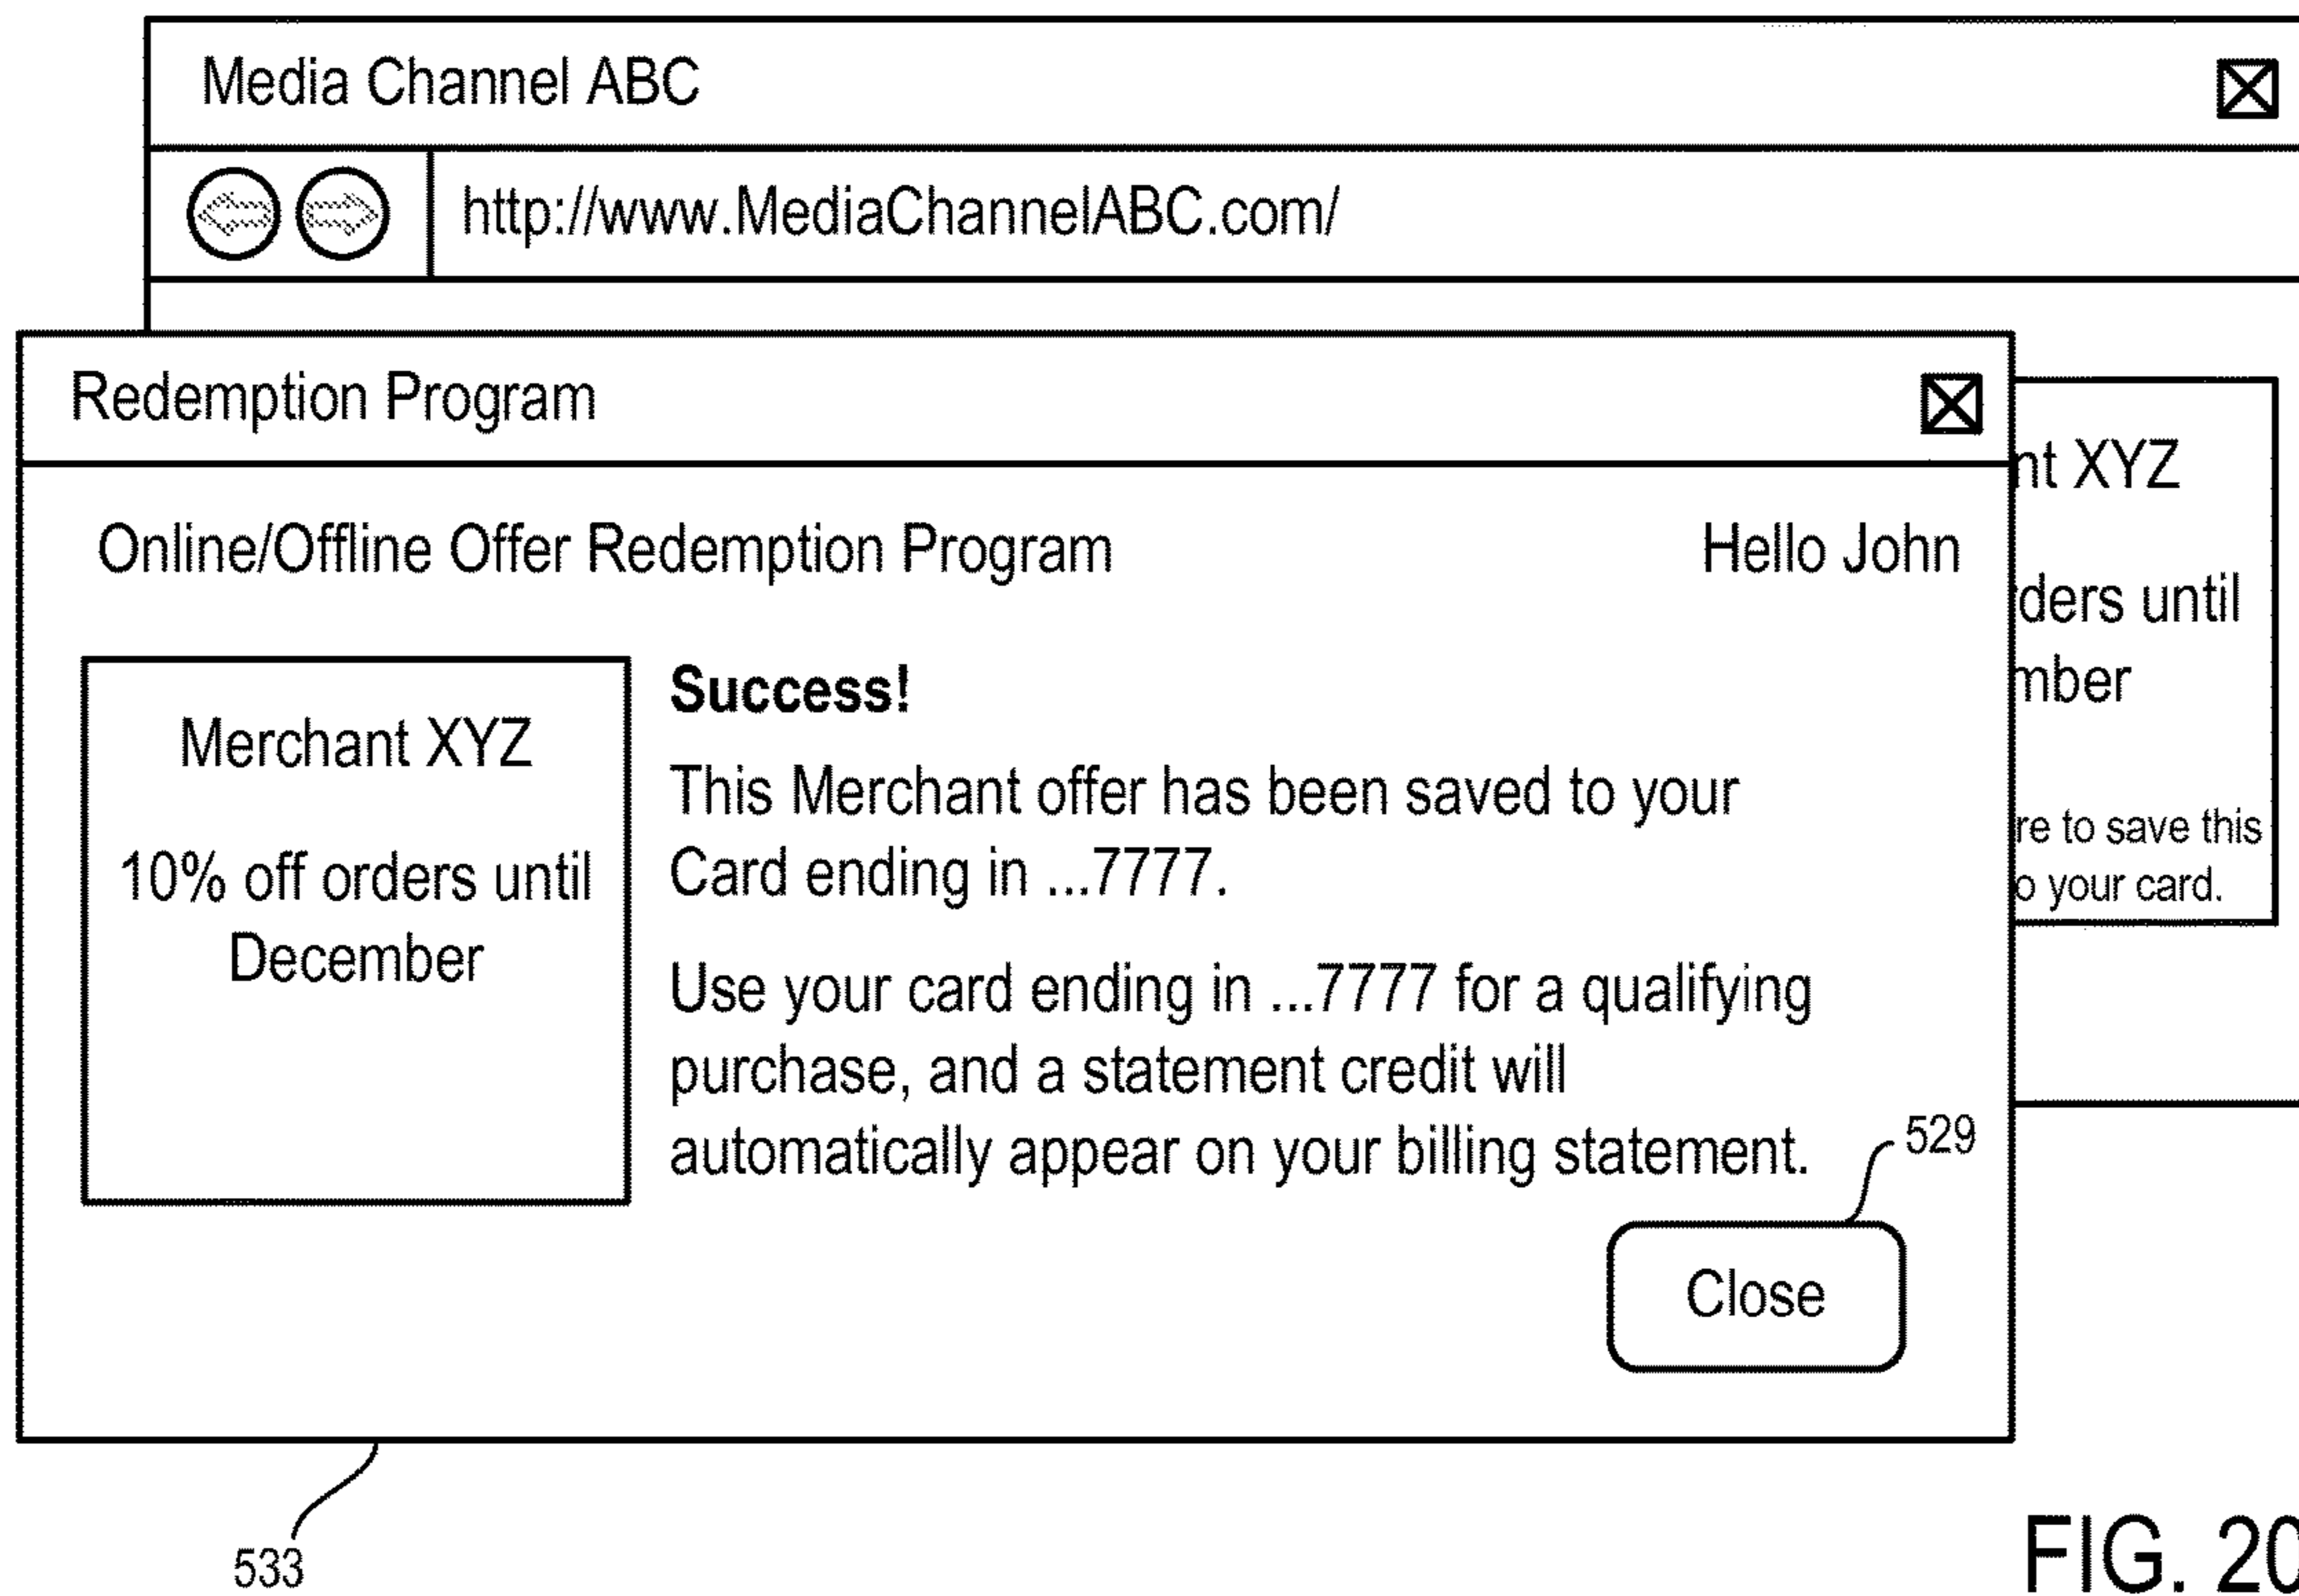 Media Channel ABC
http://www.MediaChannelABC.com/
Redemption Program
Online/Offline Offer Redemption Program
Hello John
Merchant XYZ
10% off orders until
December
Success!
This Merchant offer has been saved to your
Card ending in ...7777.
Use your card ending in ...7777 for a qualifying
purchase, and a statement credit will
automatically appear on your billing statement.
529
Close
nt XYZ
ders until
mber
re to save this
o your card.
533
FIG. 20